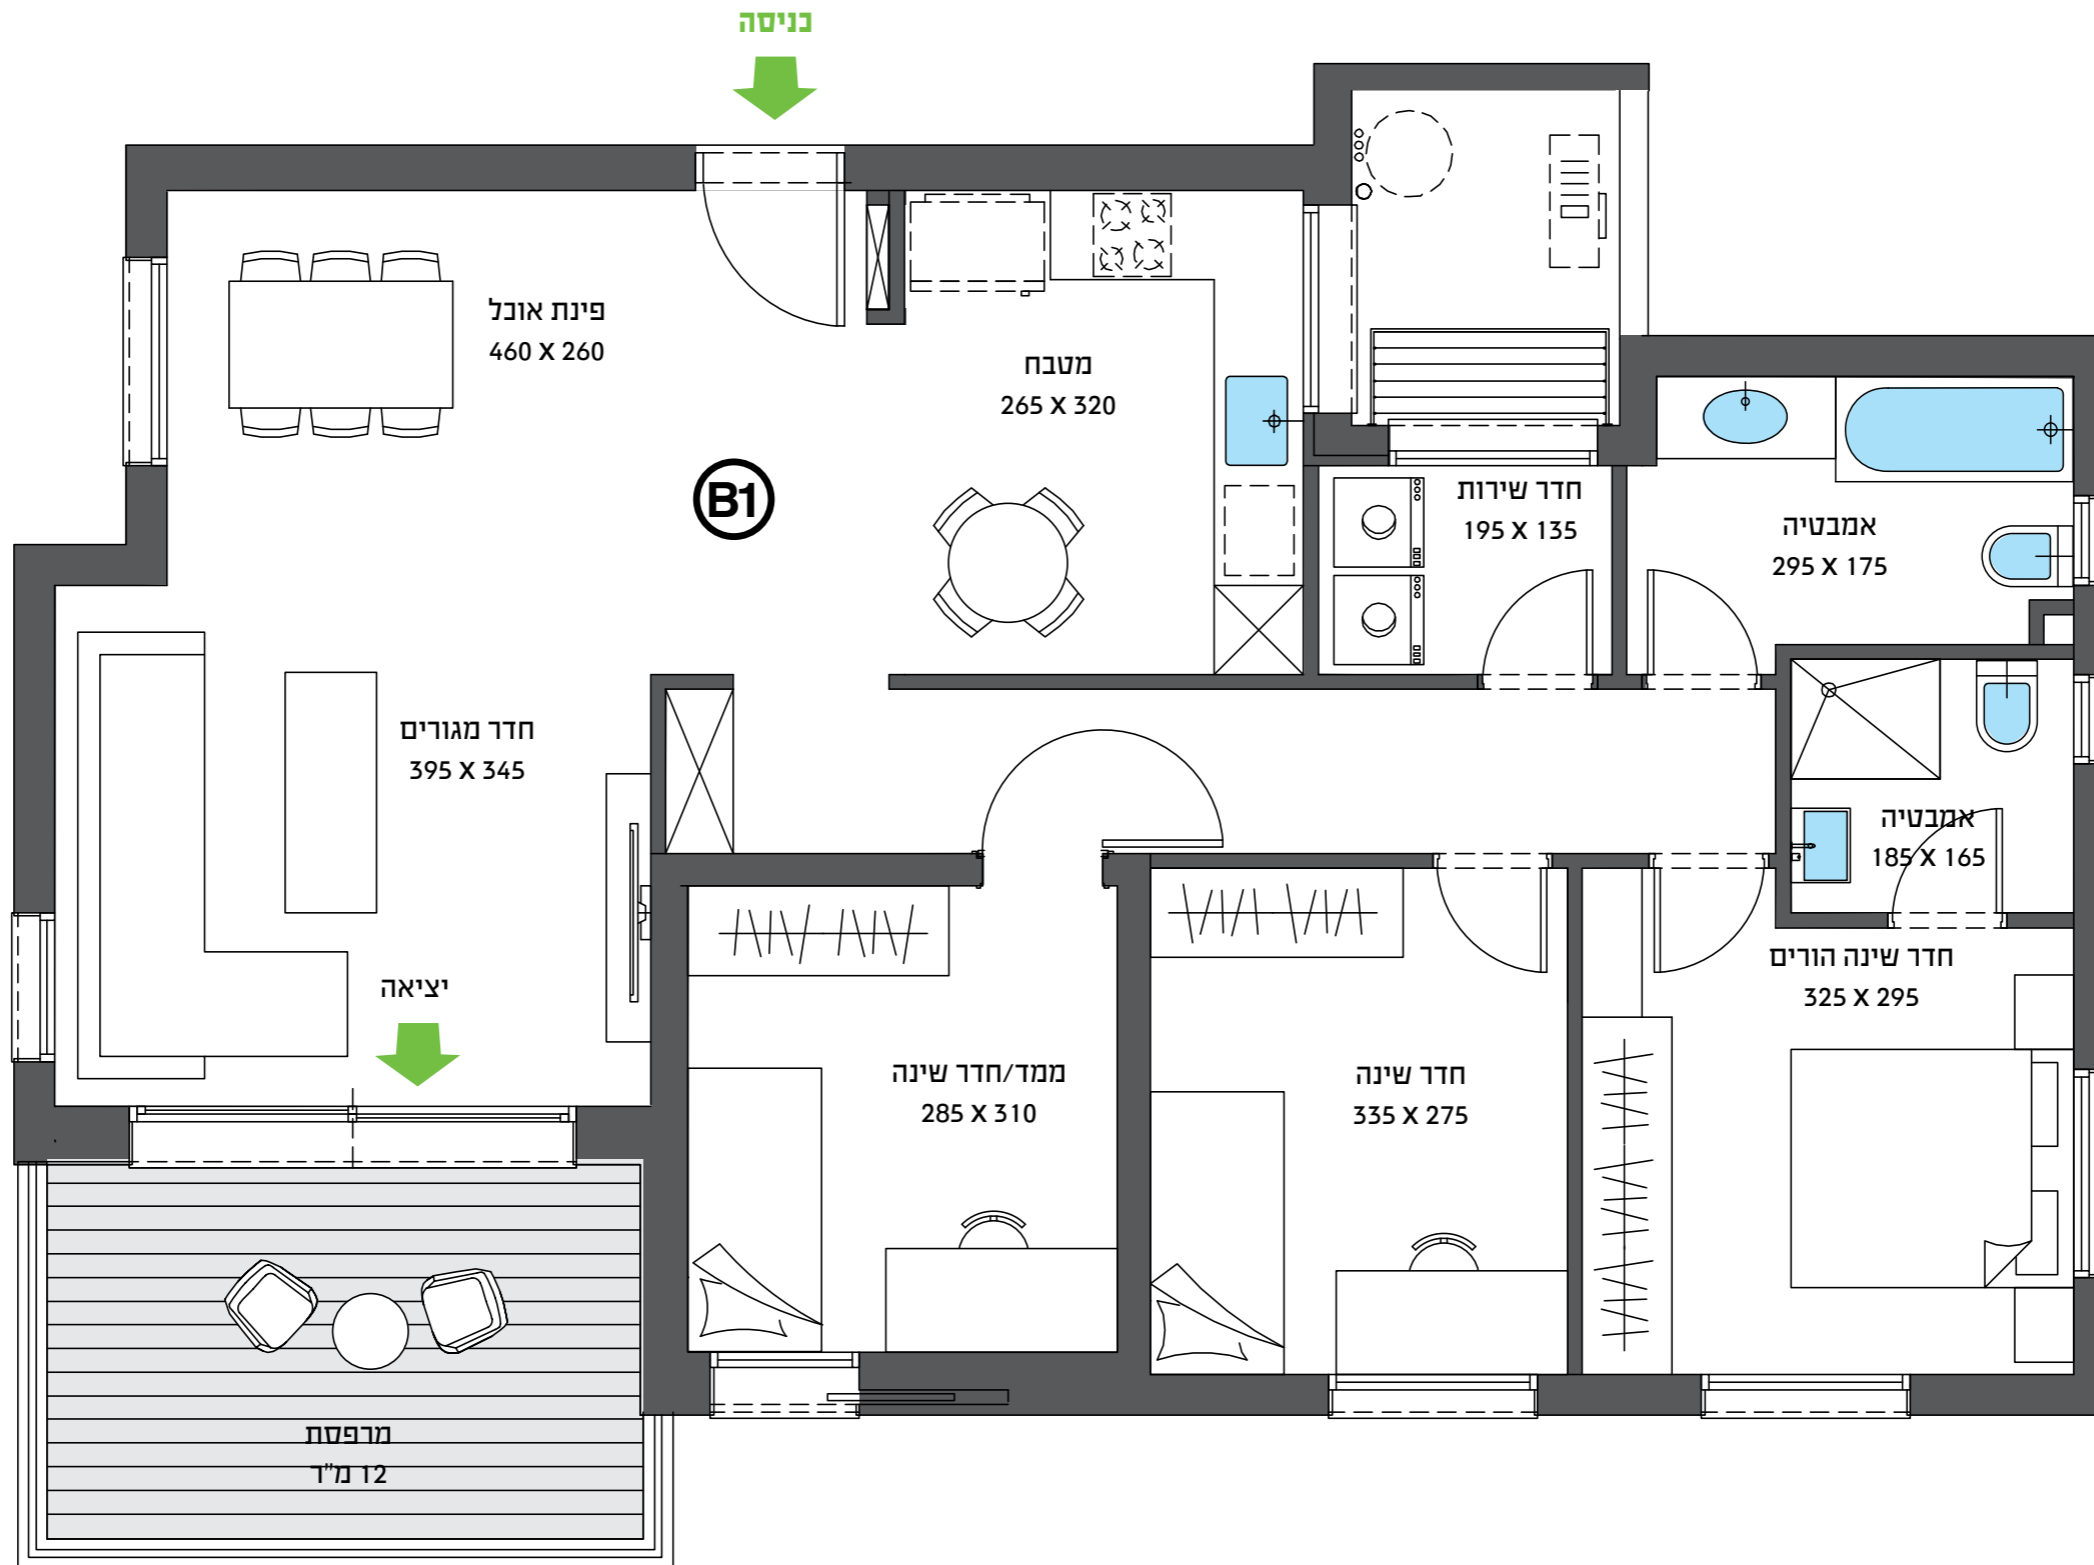 כניסה
פינת אוכל
460 X 260
מטבח
265 X 320
B1
חדר שירות
195 X 135
אמבטיה
295 X 175
חדר מגורים
395 X 345
אמבטיה
185 X 165
חדר שינה הורים
325 X 295
יציאה
ממד/חדר שינה
285 X 310
חדר שינה
335 X 275
מרפסת
12 מ"ר